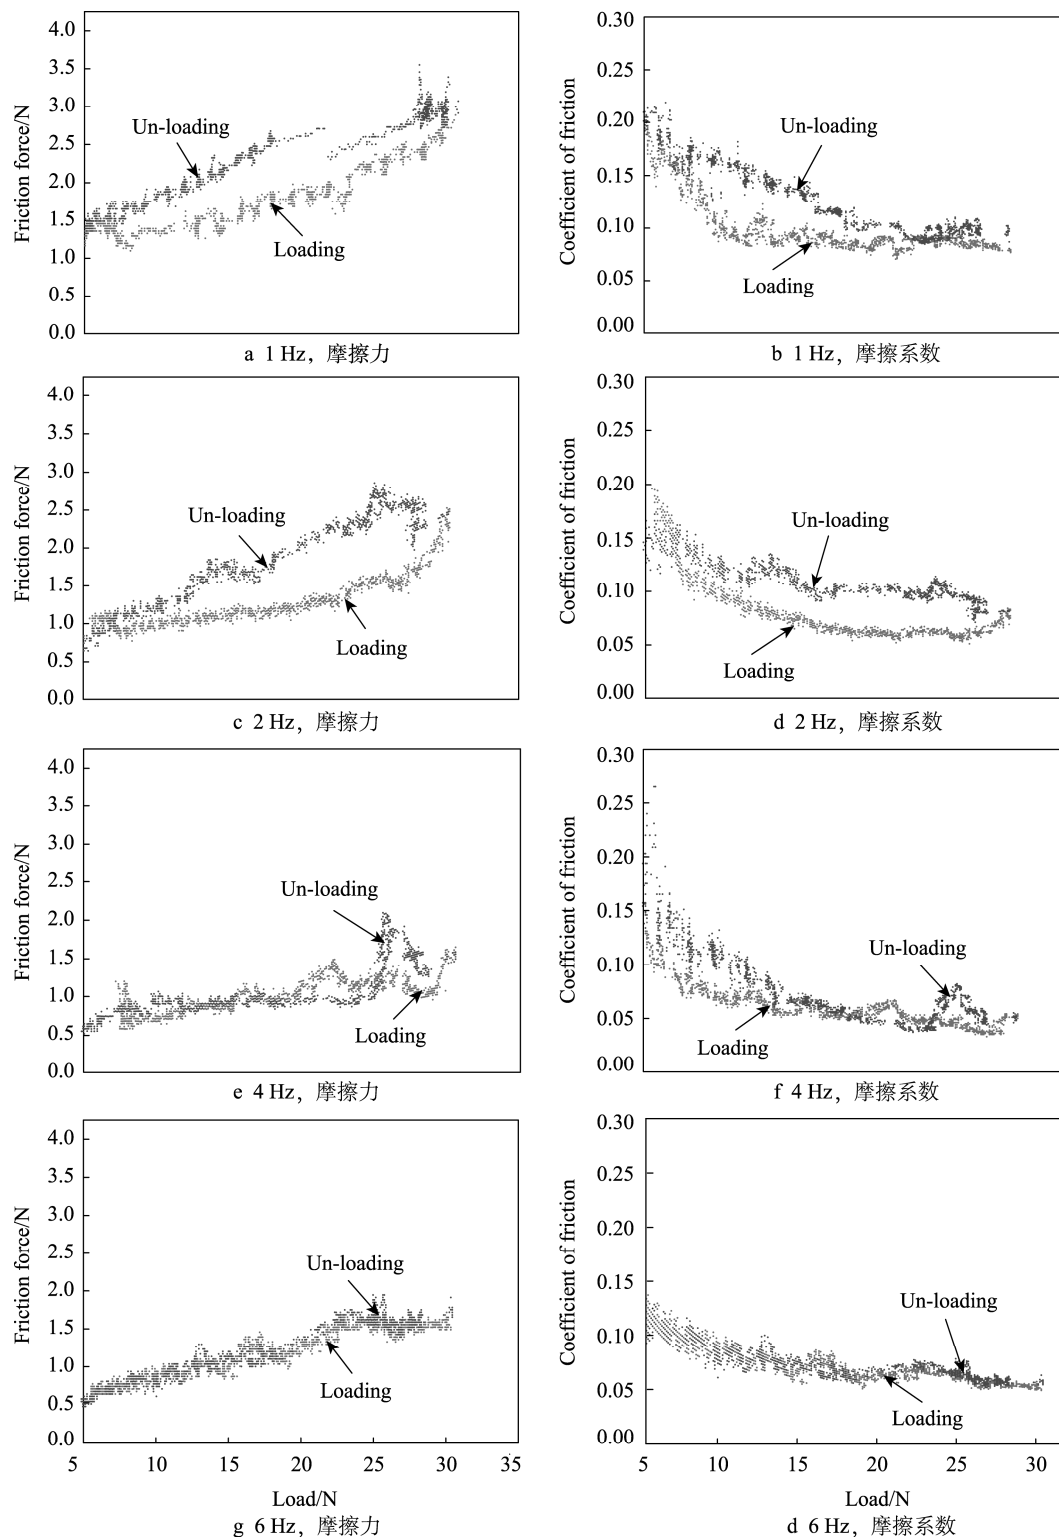 4.0
3.5
3.0
2.5
2.0
1.5
1.0
0.5
0.0
Friction force/N
Un-loading
Loading
a 1 Hz，摩擦力
0.30
0.25
0.20
0.15
0.10
0.05
0.00
Coefficient of friction
Un-loading
Loading
b 1 Hz，摩擦系数
4.0
3.5
3.0
2.5
2.0
1.5
1.0
0.5
0.0
Friction force/N
Un-loading
Loading
c 2 Hz，摩擦力
0.30
0.25
0.20
0.15
0.10
0.05
0.00
Coefficient of friction
Un-loading
Loading
d 2 Hz，摩擦系数
4.0
3.5
3.0
2.5
2.0
1.5
1.0
0.5
0.0
Friction force/N
Un-loading
Loading
e 4 Hz，摩擦力
0.30
0.25
0.20
0.15
0.10
0.05
0.00
Coefficient of friction
Un-loading
Loading
f 4 Hz，摩擦系数
4.0
3.5
3.0
2.5
2.0
1.5
1.0
0.5
0.0
Friction force/N
Un-loading
Loading
5 10 15 20 25 30 35
Load/N
g 6 Hz，摩擦力
0.30
0.25
0.20
0.15
0.10
0.05
0.00
Coefficient of friction
Un-loading
Loading
5 10 15 20 25 30
Load/N
d 6 Hz，摩擦系数